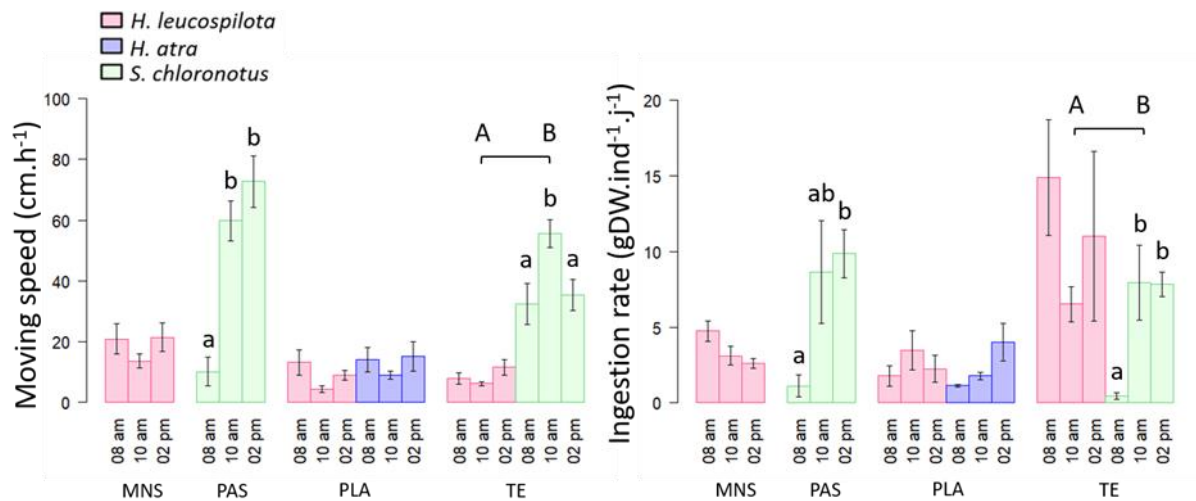 H. leucospilota
H. atra
S. chloronotus
Moving speed (cm.h⁻¹)
100
80
60
40
20
0
a
b
b
A B
a
b
a
08 am 10 am 02 pm 08 am 10 am 02 pm 08 am 10 am 02 pm 08 am 10 am 02 pm 08 am 10 am 02 pm 08 am 10 am 02 pm
MNS PAS PLA TE
Ingestion rate (gDW.ind⁻¹.j⁻¹)
20
15
10
5
0
a
ab
b
A B
a
b
b
08 am 10 am 02 pm 08 am 10 am 02 pm 08 am 10 am 02 pm 08 am 10 am 02 pm 08 am 10 am 02 pm 08 am 10 am 02 pm
MNS PAS PLA TE